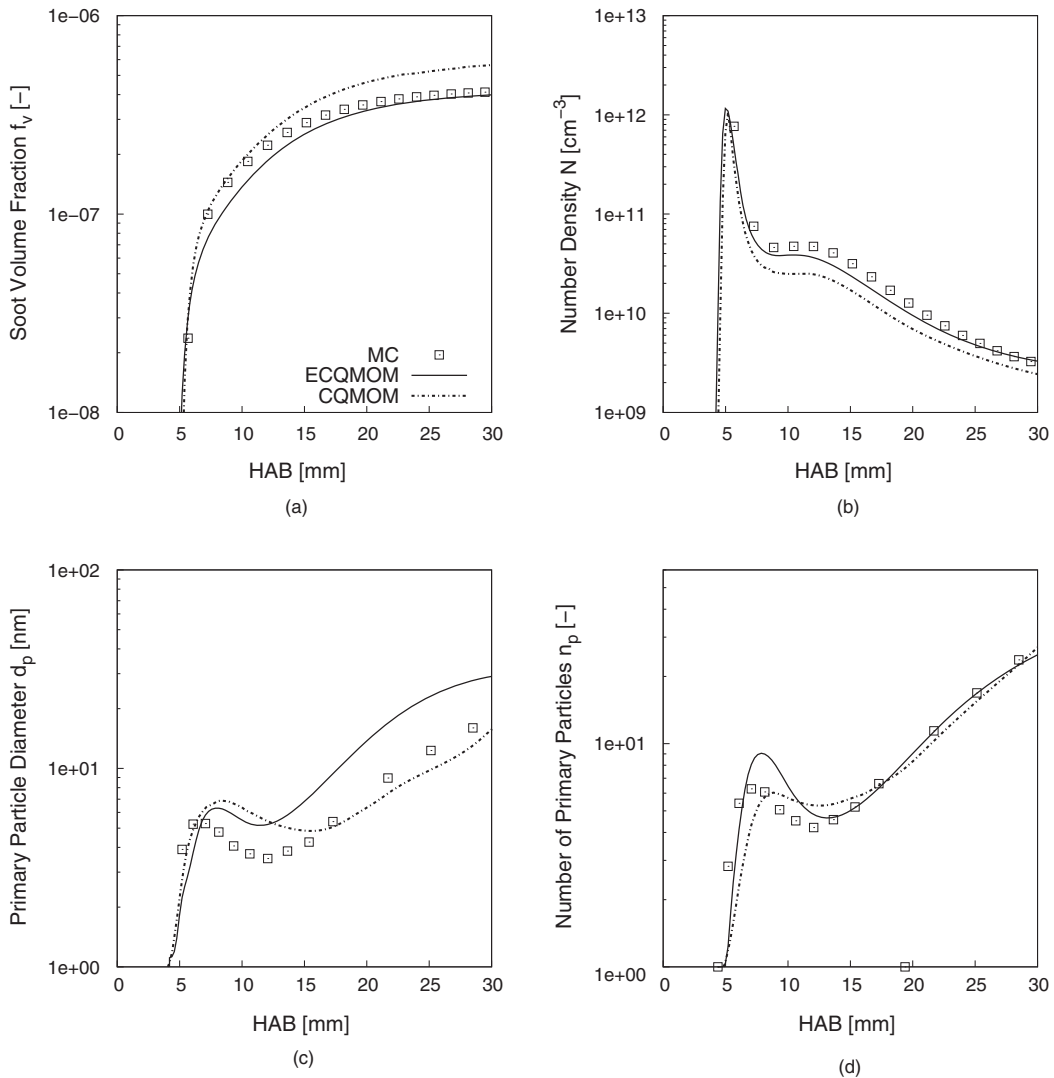 1e-06
1e-07
1e-08
Soot Volume Fraction f_v [−]
MC
ECQMOM
CQMOM
0 5 10 15 20 25 30
HAB [mm]
(a)
1e+13
1e+12
1e+11
1e+10
1e+09
Number Density N [cm⁻³]
0 5 10 15 20 25 30
HAB [mm]
(b)
1e+02
1e+01
1e+00
Primary Particle Diameter d_p [nm]
0 5 10 15 20 25 30
HAB [mm]
(c)
1e+01
1e+00
Number of Primary Particles n_p [−]
0 5 10 15 20 25 30
HAB [mm]
(d)